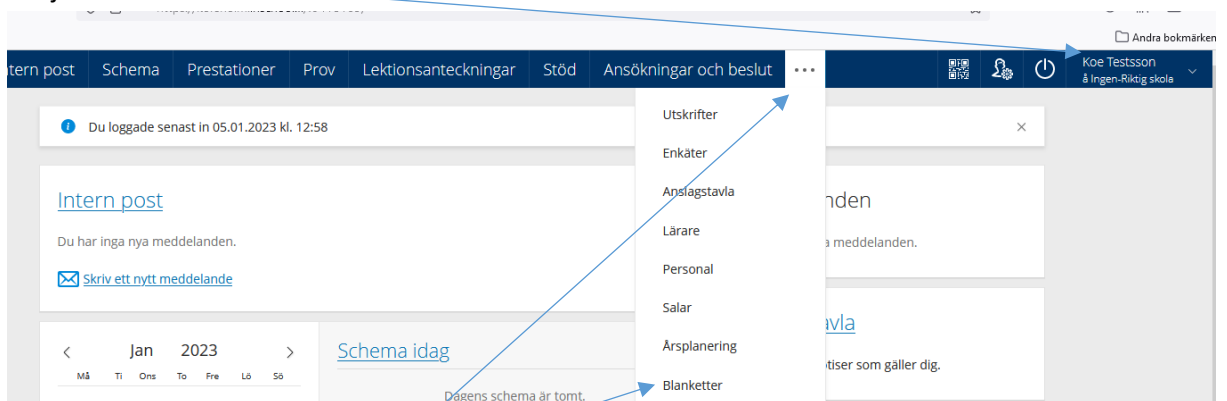 Andra bokmärken
tern post Schema Prestationer Prov Lektionsanteckningar Stöd Ansökningar och beslut ... Koe Testsson
å Ingen-Riktig skola
Du loggade senast in 05.01.2023 kl. 12:58 ×
Utskrifter
Enkäter
Anslagstavla
Lärare
Personal
Salar
Årsplanering
Blanketter
Intern post
Du har inga nya meddelanden.
Skriv ett nytt meddelande
nden
a meddelanden.
avla
tiser som gäller dig.
< Jan 2023 >
Må Ti Ons To Fre Lö Sö
Schema idag
Dagens schema är tomt.